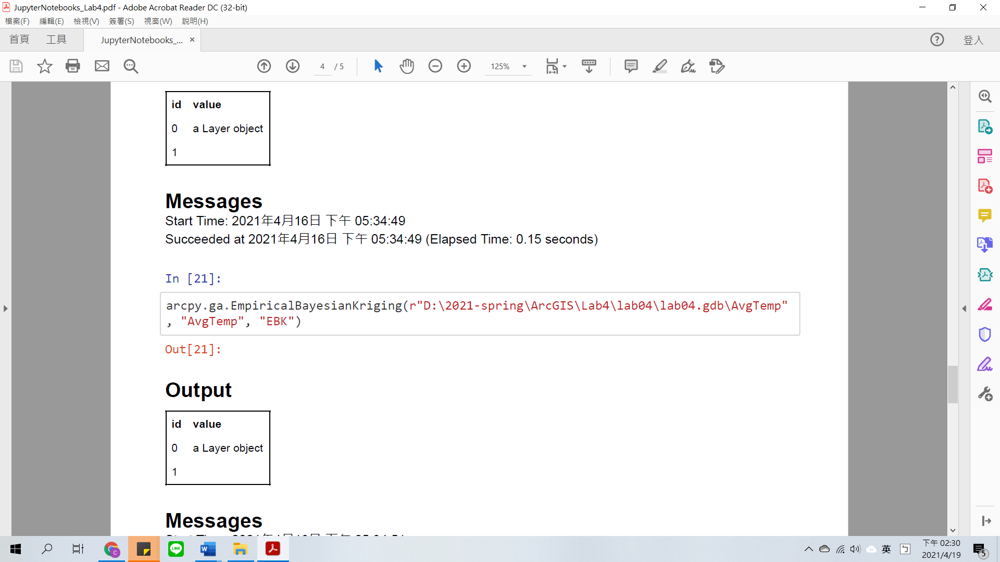 JupyterNotebooks_Lab4.pdf - Adobe Acrobat Reader DC (32-bit)
檔案(F) 編輯(E) 檢視(V) 簽署(S) 視窗(W) 說明(H)
首頁 工具 JupyterNotebooks_... × 登入
4 / 5 125%
id value
0 a Layer object
1
Messages
Start Time: 2021年4月16日 下午 05:34:49
Succeeded at 2021年4月16日 下午 05:34:49 (Elapsed Time: 0.15 seconds)
In [21]:
arcpy.ga.EmpiricalBayesianKriging(r"D:\2021-spring\ArcGIS\Lab4\lab04\lab04.gdb\AvgTemp"
, "AvgTemp", "EBK")
Out[21]:
Output
id value
0 a Layer object
1
Messages
英 ㄅ 下午 02:30
2021/4/19 5